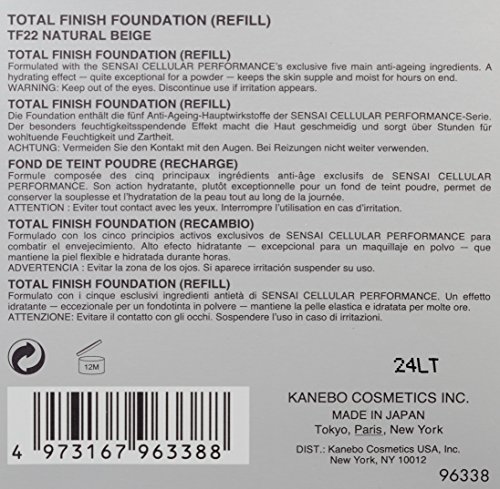 TOTAL FINISH FOUNDATION (REFILL)
TF22 NATURAL BEIGE
TOTAL FINISH FOUNDATION (REFILL)
Formulated with the SENSAI CELLULAR PERFORMANCE's exclusive five main anti-ageing ingredients. A
hydrating effect — quite exceptional for a powder — keeps the skin supple and moist for hours on end.
WARNING: Keep out of the eyes. Discontinue use if irritation appears.
TOTAL FINISH FOUNDATION (REFILL)
Die Foundation enthält die fünf Anti-Ageing-Hauptwirkstoffe der SENSAI CELLULAR PERFORMANCE-Serie.
Der besonders feuchtigkeitsspendende Effekt macht die Haut geschmeidig und sorgt über Stunden für
wohltuende Feuchtigkeit und Zartheit.
ACHTUNG: Vermeiden Sie den Kontakt mit den Augen. Bei Reizungen nicht weiter verwenden.
FOND DE TEINT POUDRE (RECHARGE)
Formule composée des cinq principaux ingrédients anti-âge exclusifs de SENSAI CELLULAR
PERFORMANCE. Son action hydratante, plutôt exceptionnelle pour un fond de teint poudre, permet de
conserver la souplesse et l'hydratation de la peau tout au long de la journée.
ATTENTION : Eviter tout contact avec les yeux. Interrompre l'utilisation en cas d'irritation.
TOTAL FINISH FOUNDATION (RECAMBIO)
Formulado con los cinco principios activos exclusivos de SENSAI CELLULAR PERFORMANCE para
combatir el envejecimiento. Alto efecto hidratante — excepcional para un maquillaje en polvo — que
mantiene la piel flexible e hidratada durante horas.
ADVERTENCIA : Evitar la zona de los ojos. Si aparece irritación suspender su uso.
TOTAL FINISH FOUNDATION (REFILL)
Formulato con i cinque esclusivi ingredienti antietà di SENSAI CELLULAR PERFORMANCE. Un effetto
idratante — eccezionale per un fondotinta in polvere — mantiene la pelle elastica e idratata per molte ore.
ATTENZIONE: Evitare il contatto con gli occhi. Sospendere l'uso in caso di irritazioni.
12M
24LT
4 973167 963388
KANEBO COSMETICS INC.
MADE IN JAPAN
Tokyo, Paris, New York
DIST.: Kanebo Cosmetics USA, Inc.
New York, NY 10012
96338